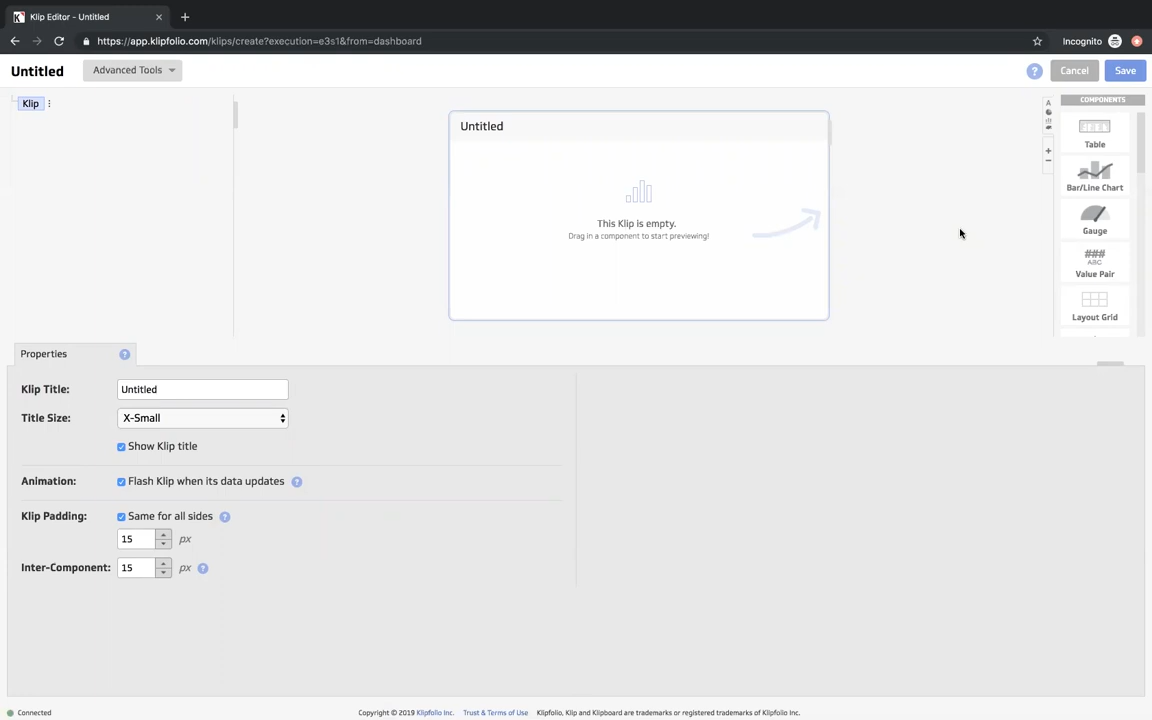 Klip Editor - Untitled
https://app.klipfolio.com/klips/create?execution=e3s1&from=dashboard
Incognito
Untitled
Advanced Tools
?
Cancel
Save
Klip
Untitled
This Klip is empty.
Drag in a component to start previewing!
A
COMPONENTS
Table
Bar/Line Chart
Gauge
###
ABC
Value Pair
Layout Grid
Properties
?
Klip Title:
Untitled
Title Size:
X-Small
Show Klip title
Animation:
Flash Klip when its data updates
?
Klip Padding:
Same for all sides
?
15
px
Inter-Component:
15
px
?
Connected
Copyright © 2019 Klipfolio Inc. Trust & Terms of Use Klipfolio, Klip and Klipboard are trademarks or registered trademarks of Klipfolio Inc.